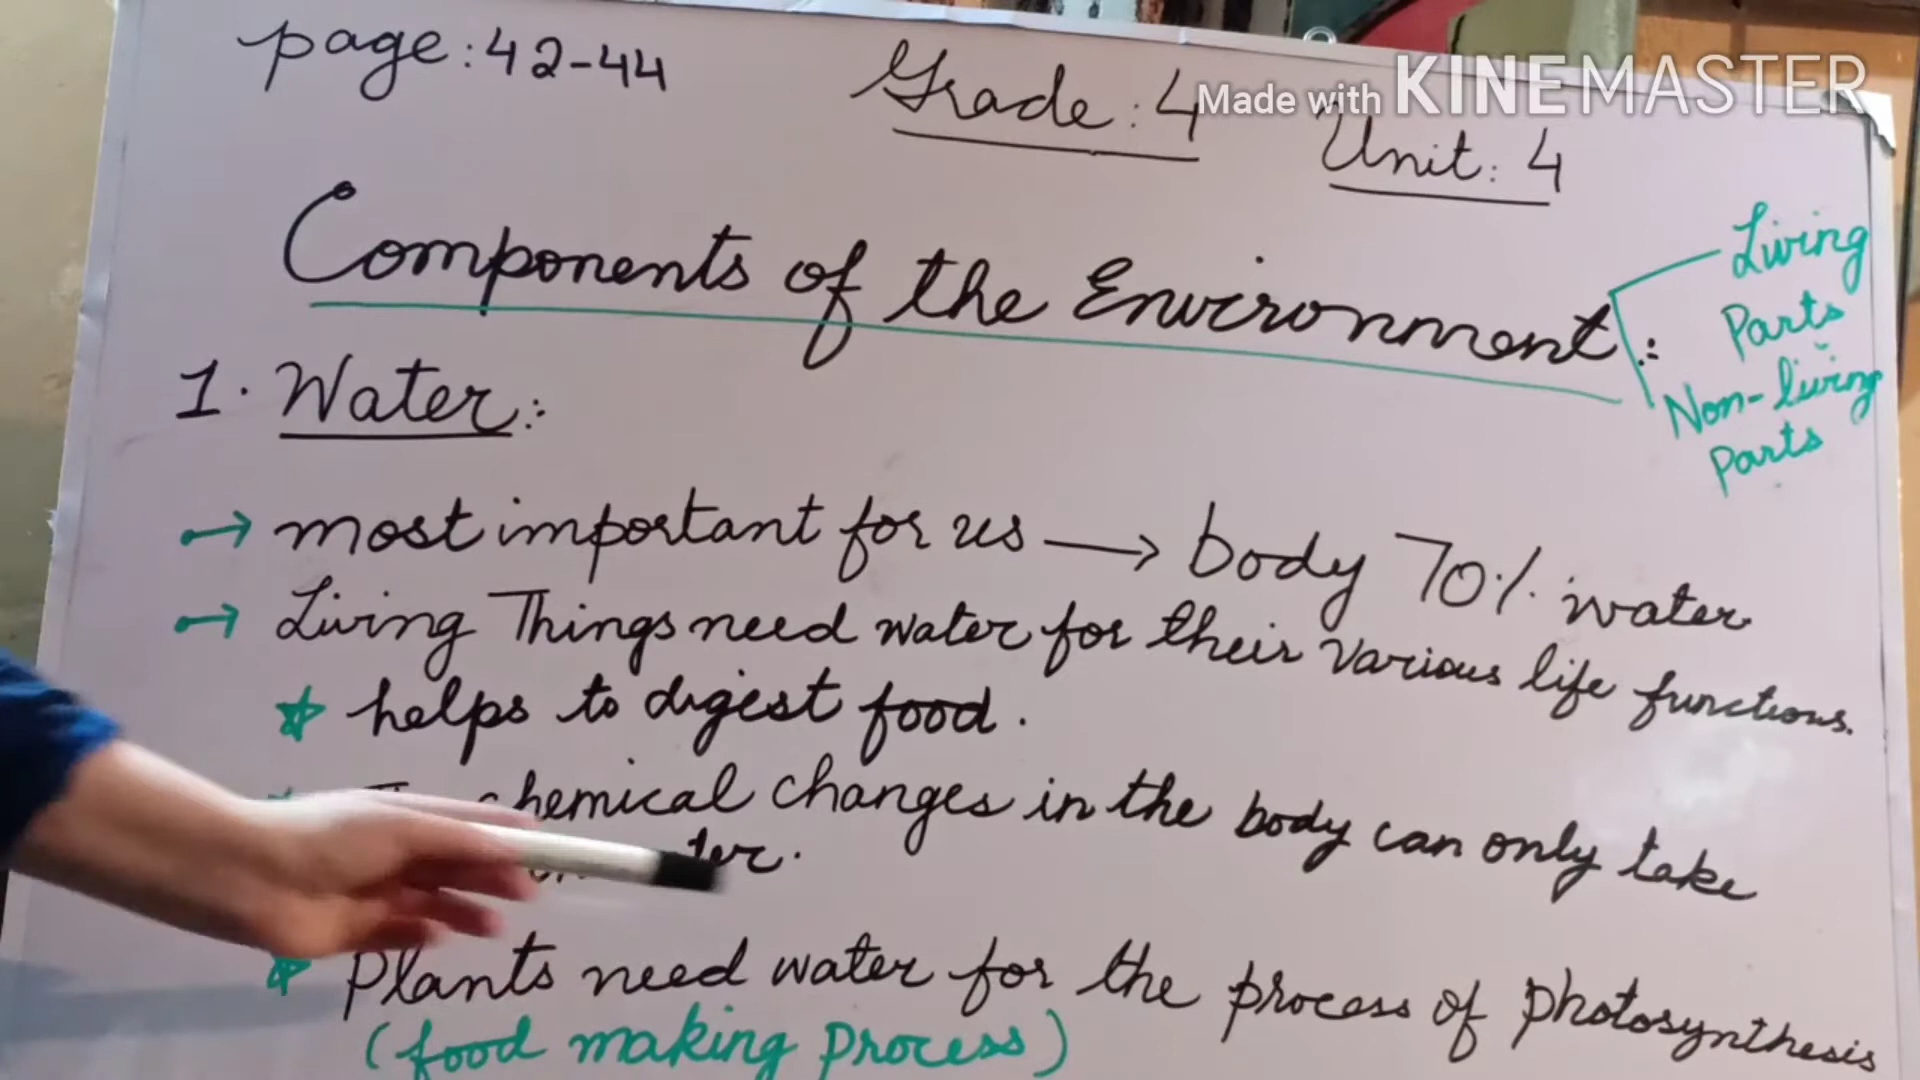 page: 42-44
Grade: 4
Made with KINEMASTER
Unit: 4
Components of the Environment:
Living
Parts
Non-living
Parts
1. Water:
→ most important for us → body 70% water
→ Living Things need water for their various life functions.
helps to digest food.
chemical changes in the body can only take
Plants need water for the process of photosynthesis
(food making process)